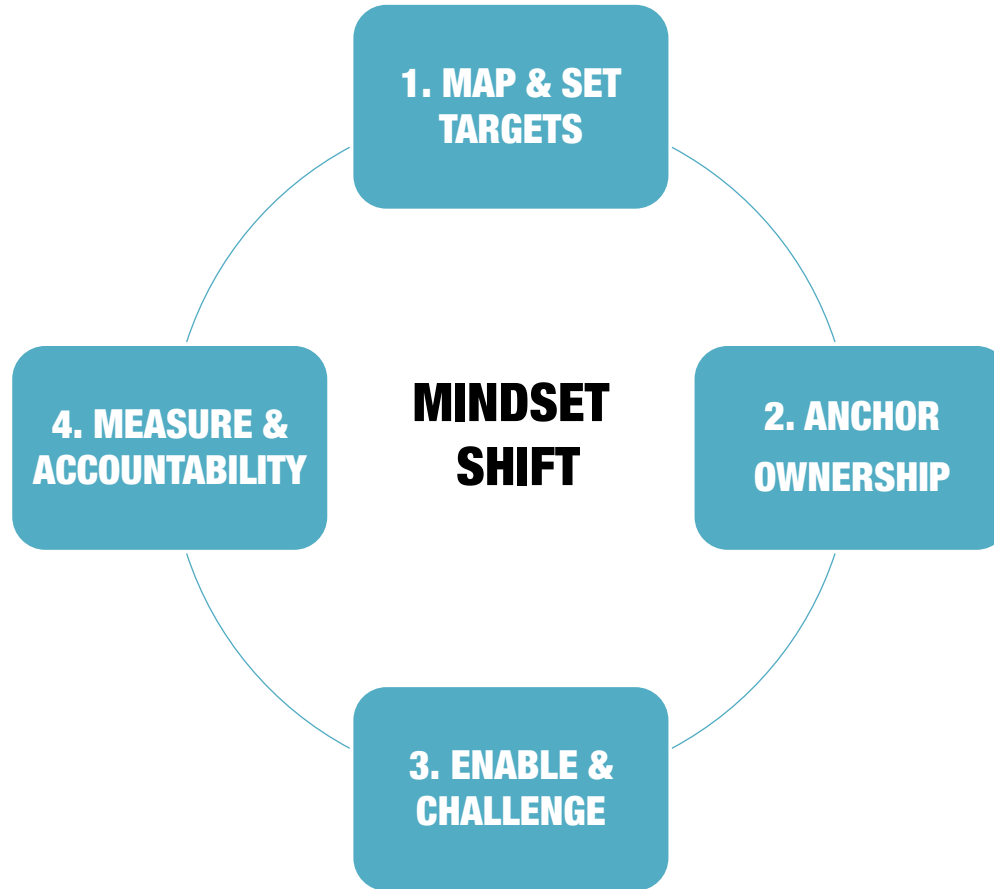 1. MAP & SET
TARGETS
2. ANCHOR
OWNERSHIP
3. ENABLE &
CHALLENGE
4. MEASURE &
ACCOUNTABILITY
MINDSET
SHIFT